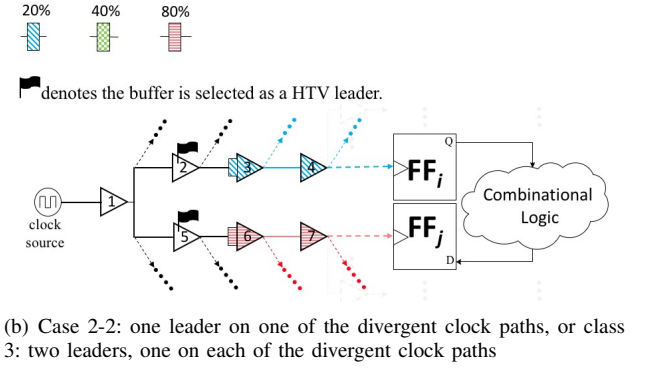 20% 40% 80%
denotes the buffer is selected as a HTV leader.
1
2
3
4
5
6
7
clock
source
Q
FFi
FFj
D
Combinational
Logic
(b) Case 2-2: one leader on one of the divergent clock paths, or class
3: two leaders, one on each of the divergent clock paths